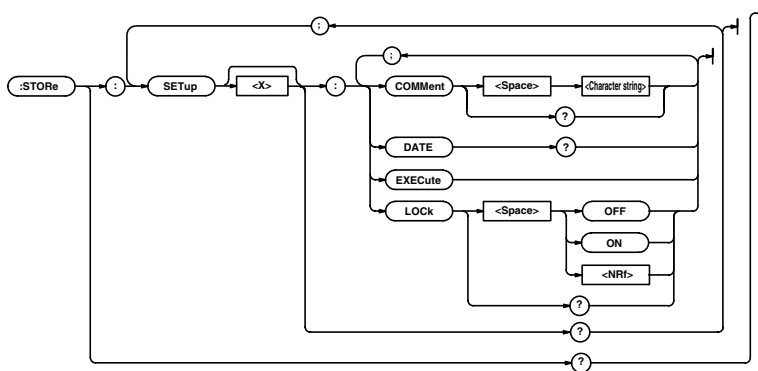 ;
;
:STORe : SETup <X> : COMMent <Space> <Character string>
?
DATE ?
EXECute
LOCk <Space> OFF
ON
<NRf>
?
?
?